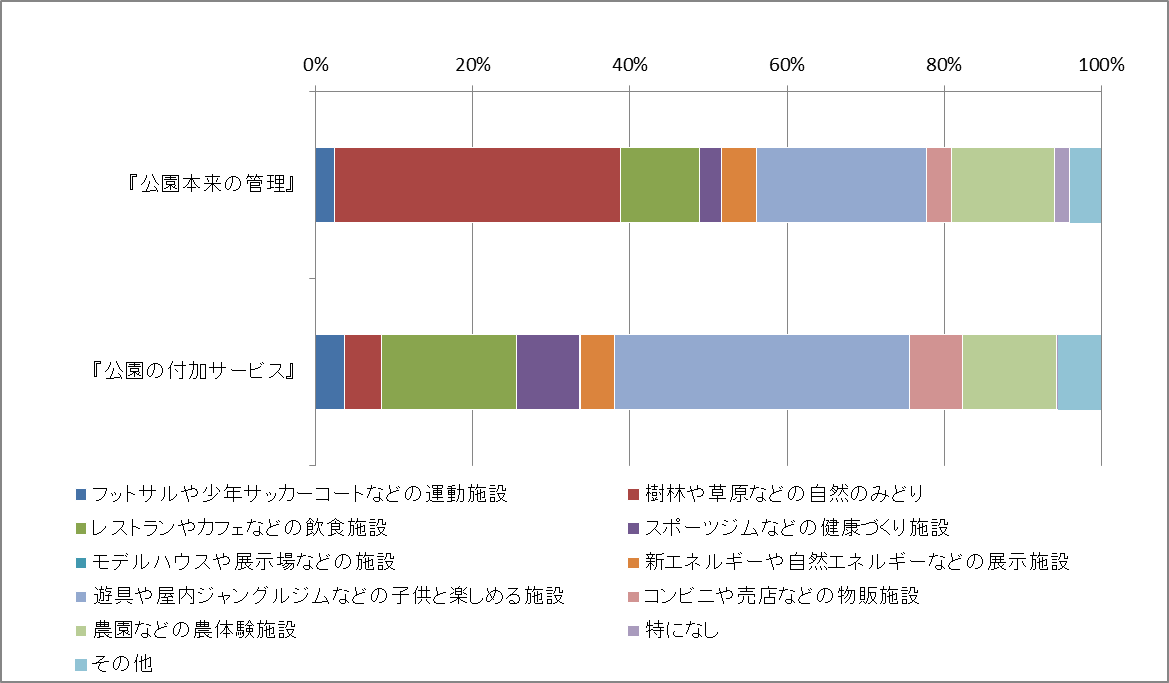 0% 20% 40% 60% 80% 100%
『公園本来の管理』
『公園の付加サービス』
フットサルや少年サッカーコートなどの運動施設 樹林や草原などの自然のみどり
レストランやカフェなどの飲食施設 スポーツジムなどの健康づくり施設
モデルハウスや展示場などの施設 新エネルギーや自然エネルギーなどの展示施設
遊具や屋内ジャングルジムなどの子供と楽しめる施設 コンビニや売店などの物販施設
農園などの農体験施設 特になし
その他